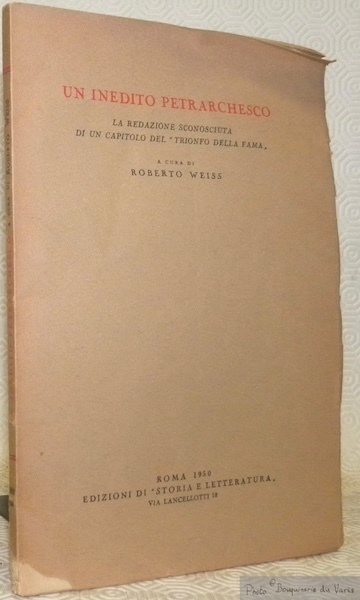 UN INEDITO PETRARCHESCO
LA REDAZIONE SCONOSCIUTA
DI UN CAPITOLO DEL "TRIONFO DELLA FAMA„
A CURA DI
ROBERTO WEISS
ROMA 1950
EDIZIONI DI "STORIA E LETTERATURA„
VIA LANCELLOTTI 18
Photo © Bouquinerie du Varis